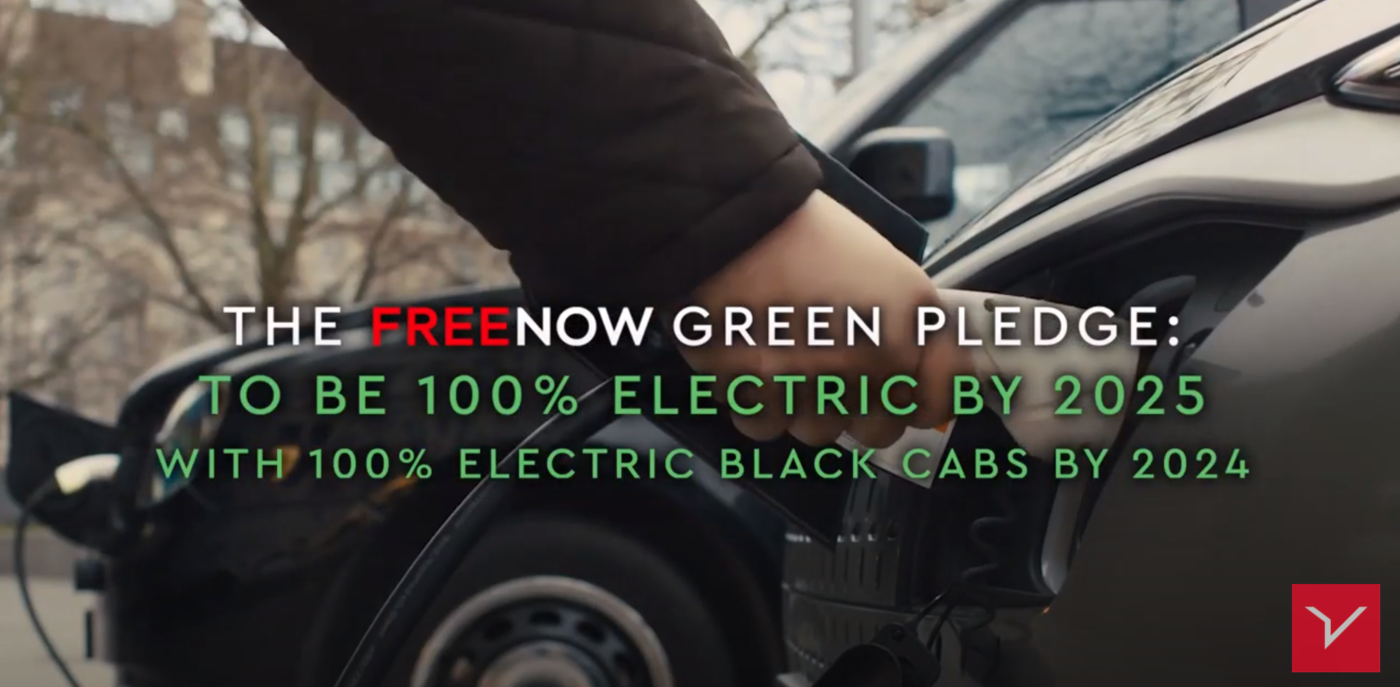 THE FREENOW GREEN PLEDGE:
TO BE 100% ELECTRIC BY 2025
WITH 100% ELECTRIC BLACK CABS BY 2024